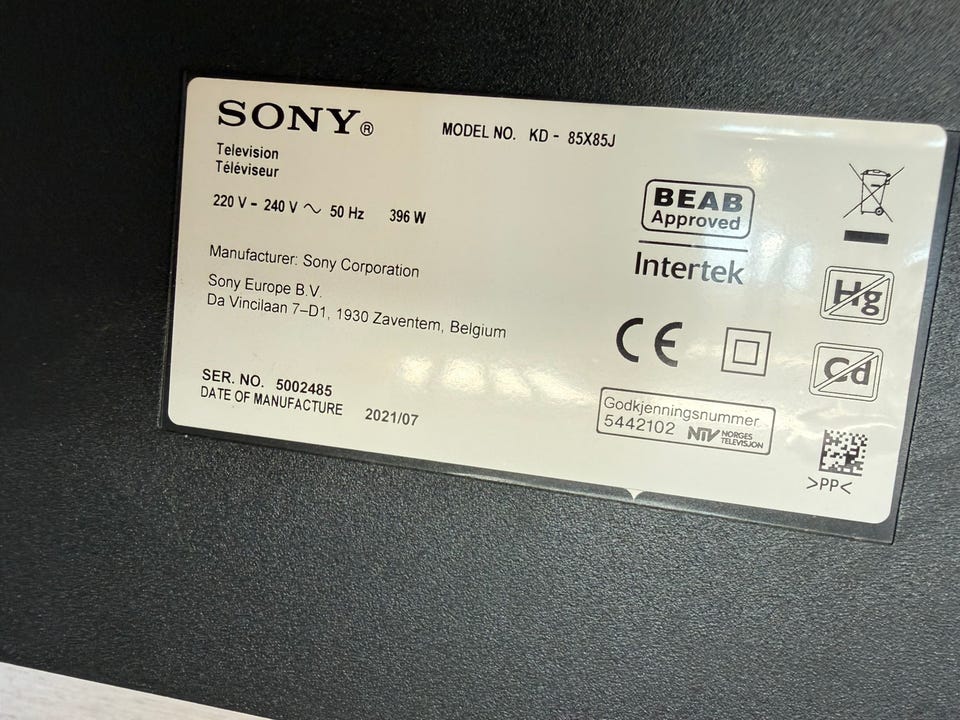 SONY®
MODEL NO. KD - 85X85J
Television
Téléviseur
220 V - 240 V ~ 50 Hz 396 W
Manufacturer: Sony Corporation
Sony Europe B.V.
Da Vincilaan 7–D1, 1930 Zaventem, Belgium
SER. NO. 5002485
DATE OF MANUFACTURE 2021/07
BEAB
Approved
Intertek
CE
Godkjenningsnummer
5442102 NTV NORGES
TELEVISJON
Hg
Cd
>PP<